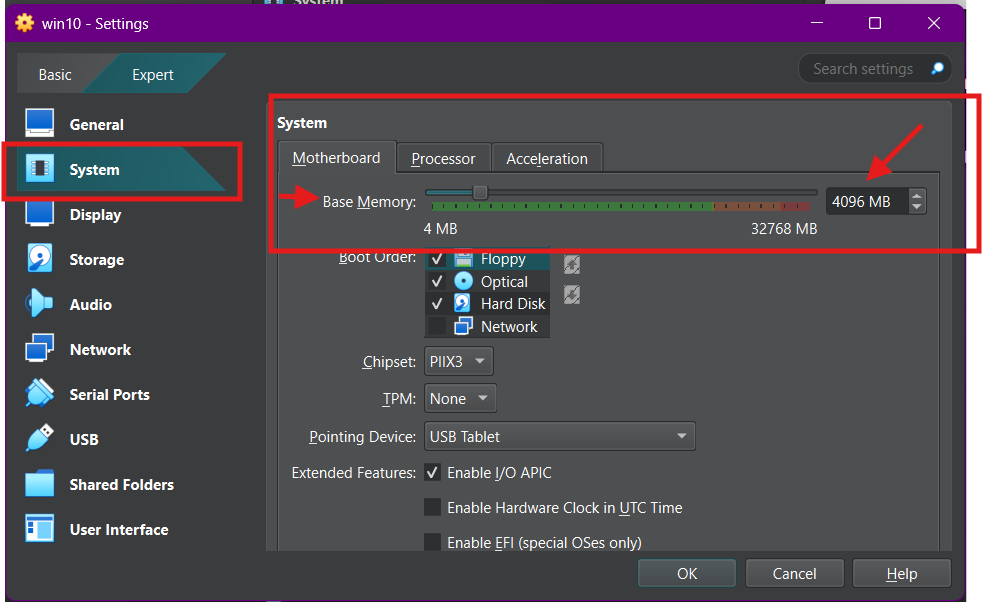 System
win10 - Settings
Basic
Expert
Search settings
General
System
Display
Storage
Audio
Network
Serial Ports
USB
Shared Folders
User Interface
System
Motherboard
Processor
Acceleration
Base Memory:
4096 MB
4 MB
32768 MB
Boot Order:
Floppy
Optical
Hard Disk
Network
Chipset:
PIIX3
TPM:
None
Pointing Device:
USB Tablet
Extended Features:
Enable I/O APIC
Enable Hardware Clock in UTC Time
Enable EFI (special OSes only)
OK
Cancel
Help